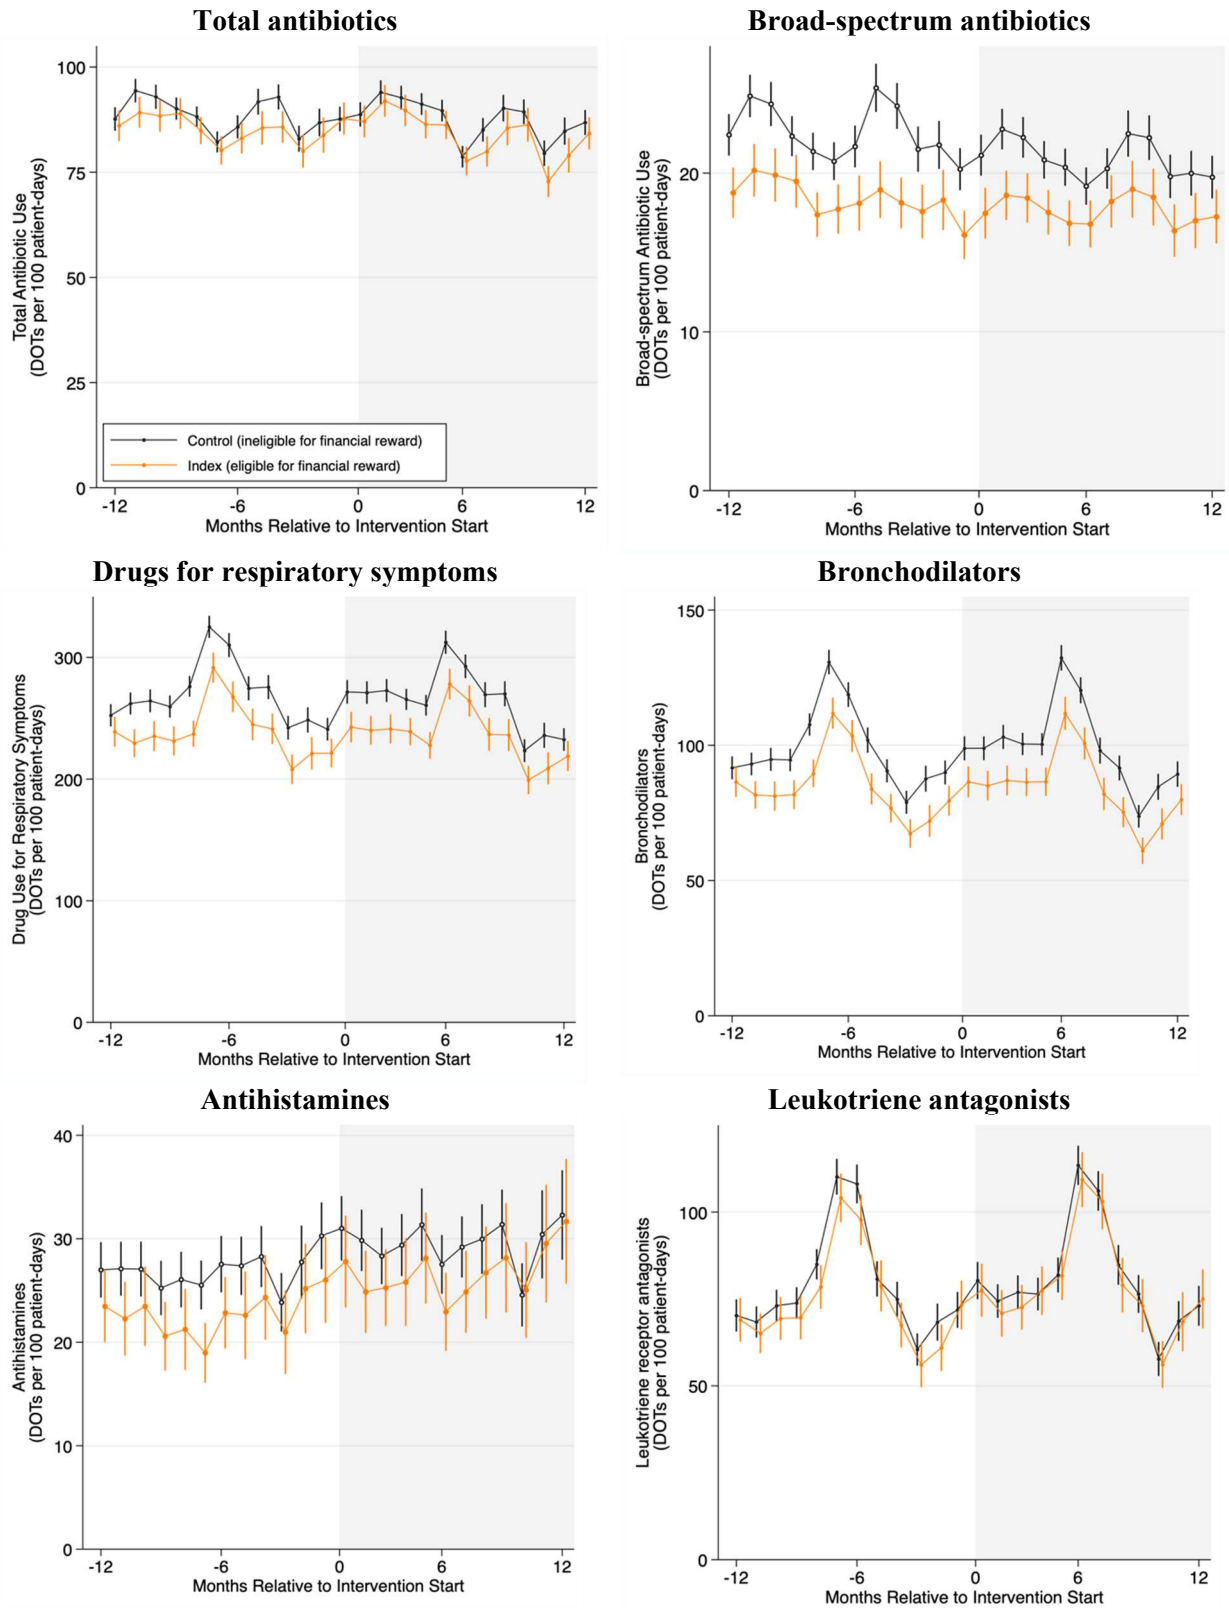 Total antibiotics
Total Antibiotic Use
(DOTs per 100 patient-days)
100
75
50
25
0
Control (ineligible for financial reward)
Index (eligible for financial reward)
-12 -6 0 6 12
Months Relative to Intervention Start
Broad-spectrum antibiotics
Broad-spectrum Antibiotic Use
(DOTs per 100 patient-days)
20
10
0
-12 -6 0 6 12
Months Relative to Intervention Start
Drugs for respiratory symptoms
Drug Use for Respiratory Symptoms
(DOTs per 100 patient-days)
300
200
100
0
-12 -6 0 6 12
Months Relative to Intervention Start
Bronchodilators
Bronchodilators
(DOTs per 100 patient-days)
150
100
50
0
-12 -6 0 6 12
Months Relative to Intervention Start
Antihistamines
Antihistamines
(DOTs per 100 patient-days)
40
30
20
10
0
-12 -6 0 6 12
Months Relative to Intervention Start
Leukotriene antagonists
Leukotriene receptor antagonists
(DOTs per 100 patient-days)
100
50
0
-12 -6 0 6 12
Months Relative to Intervention Start